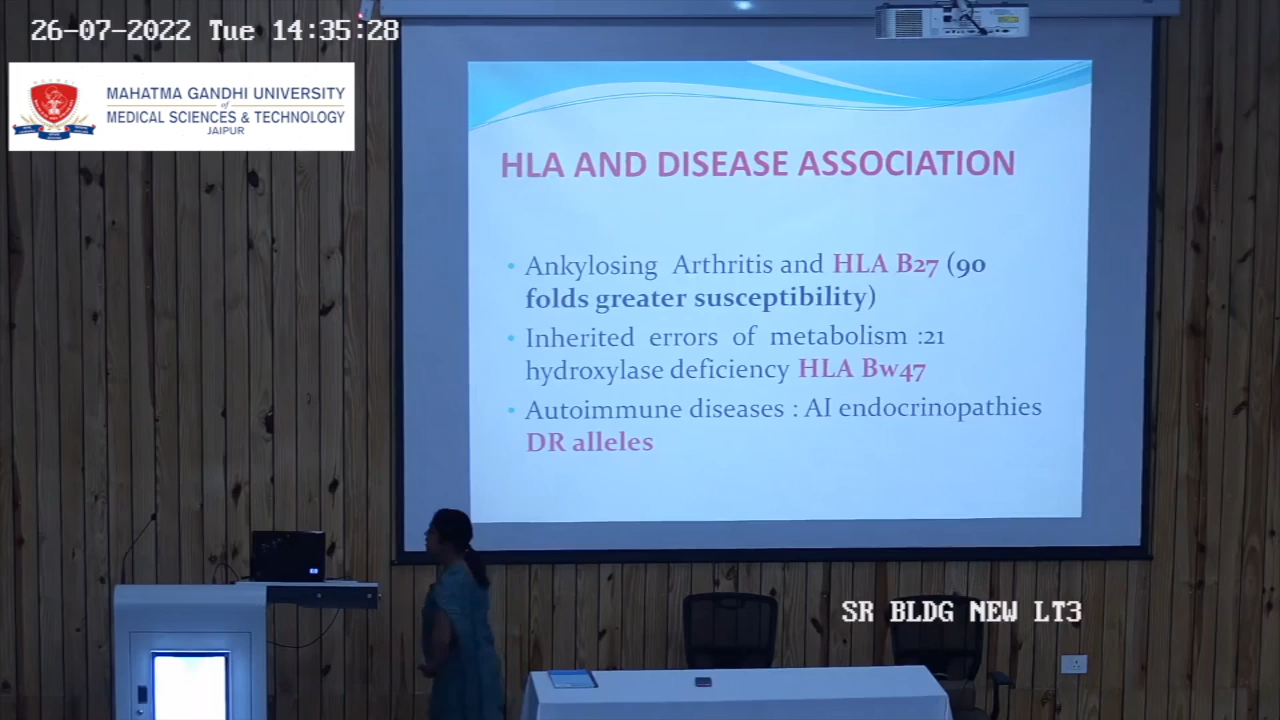 26-07-2022 Tue 14:35:28
MAHATMA GANDHI UNIVERSITY
of
MEDICAL SCIENCES & TECHNOLOGY
JAIPUR
HLA AND DISEASE ASSOCIATION
• Ankylosing Arthritis and HLA B27 (90
folds greater susceptibility)
• Inherited errors of metabolism :21
hydroxylase deficiency HLA Bw47
• Autoimmune diseases : AI endocrinopathies
DR alleles
SR BLDG NEW LT3